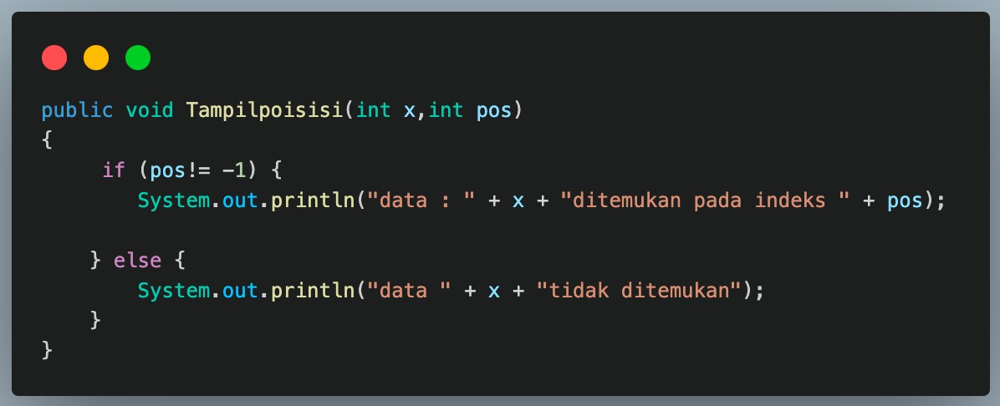 public void Tampilpoisisi(int x,int pos)
{
if (pos!= -1) {
System.out.println("data : " + x + "ditemukan pada indeks " + pos);
} else {
System.out.println("data " + x + "tidak ditemukan");
}
}